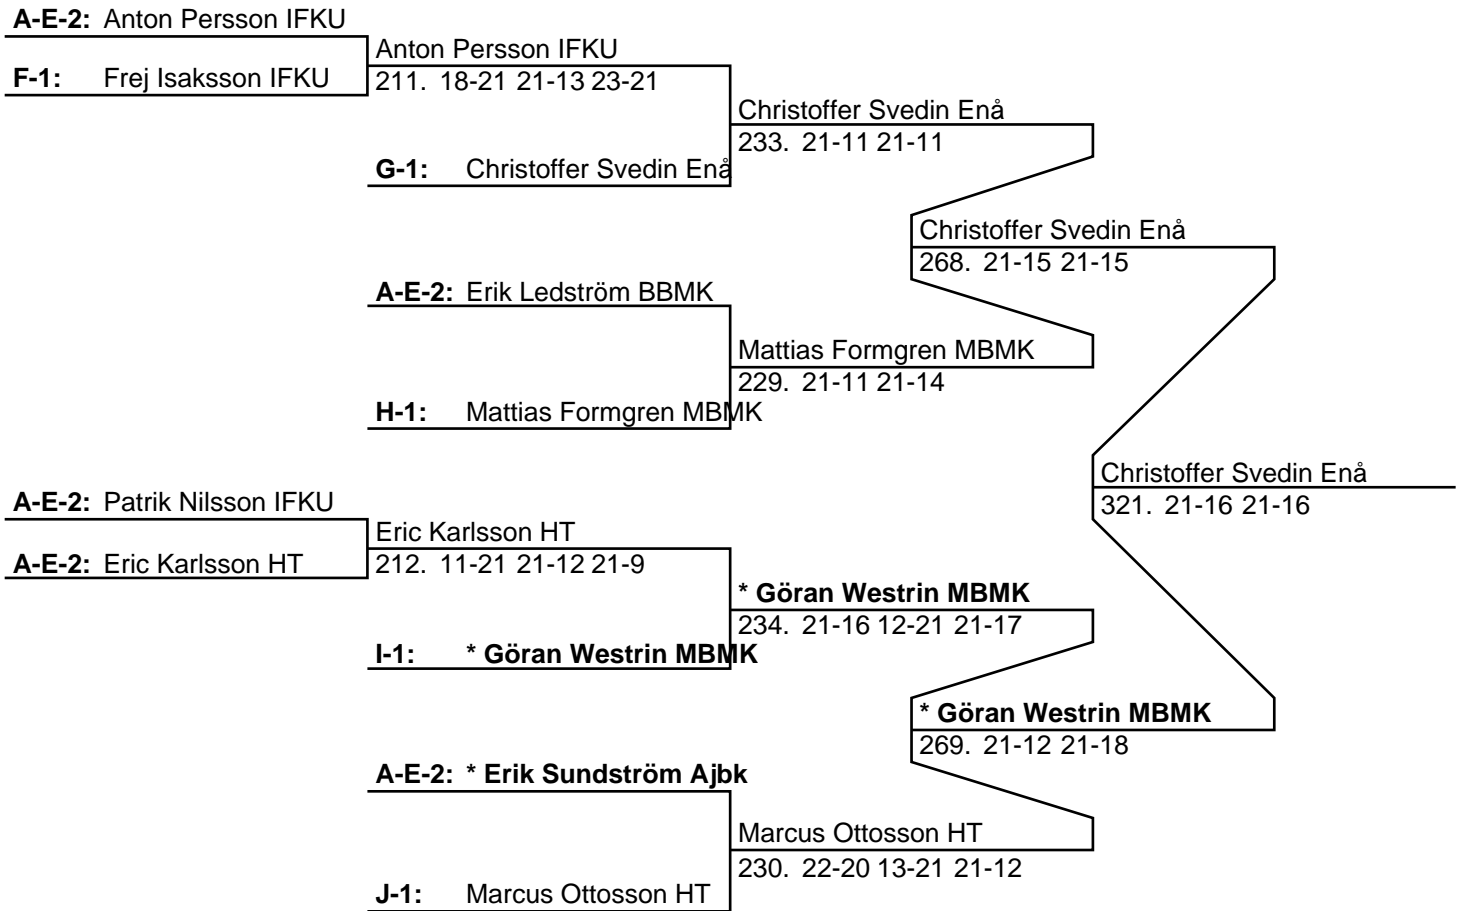 A-E-2: Anton Persson IFKU
Anton Persson IFKU
F-1: Frej Isaksson IFKU
211. 18-21 21-13 23-21
Christoffer Svedin Enå
233. 21-11 21-11
G-1: Christoffer Svedin Enå
Christoffer Svedin Enå
268. 21-15 21-15
A-E-2: Erik Ledström BBMK
Mattias Formgren MBMK
229. 21-11 21-14
H-1: Mattias Formgren MBMK
Christoffer Svedin Enå
321. 21-16 21-16
A-E-2: Patrik Nilsson IFKU
Eric Karlsson HT
A-E-2: Eric Karlsson HT
212. 11-21 21-12 21-9
* Göran Westrin MBMK
234. 21-16 12-21 21-17
I-1: * Göran Westrin MBMK
* Göran Westrin MBMK
269. 21-12 21-18
A-E-2: * Erik Sundström Ajbk
Marcus Ottosson HT
230. 22-20 13-21 21-12
J-1: Marcus Ottosson HT